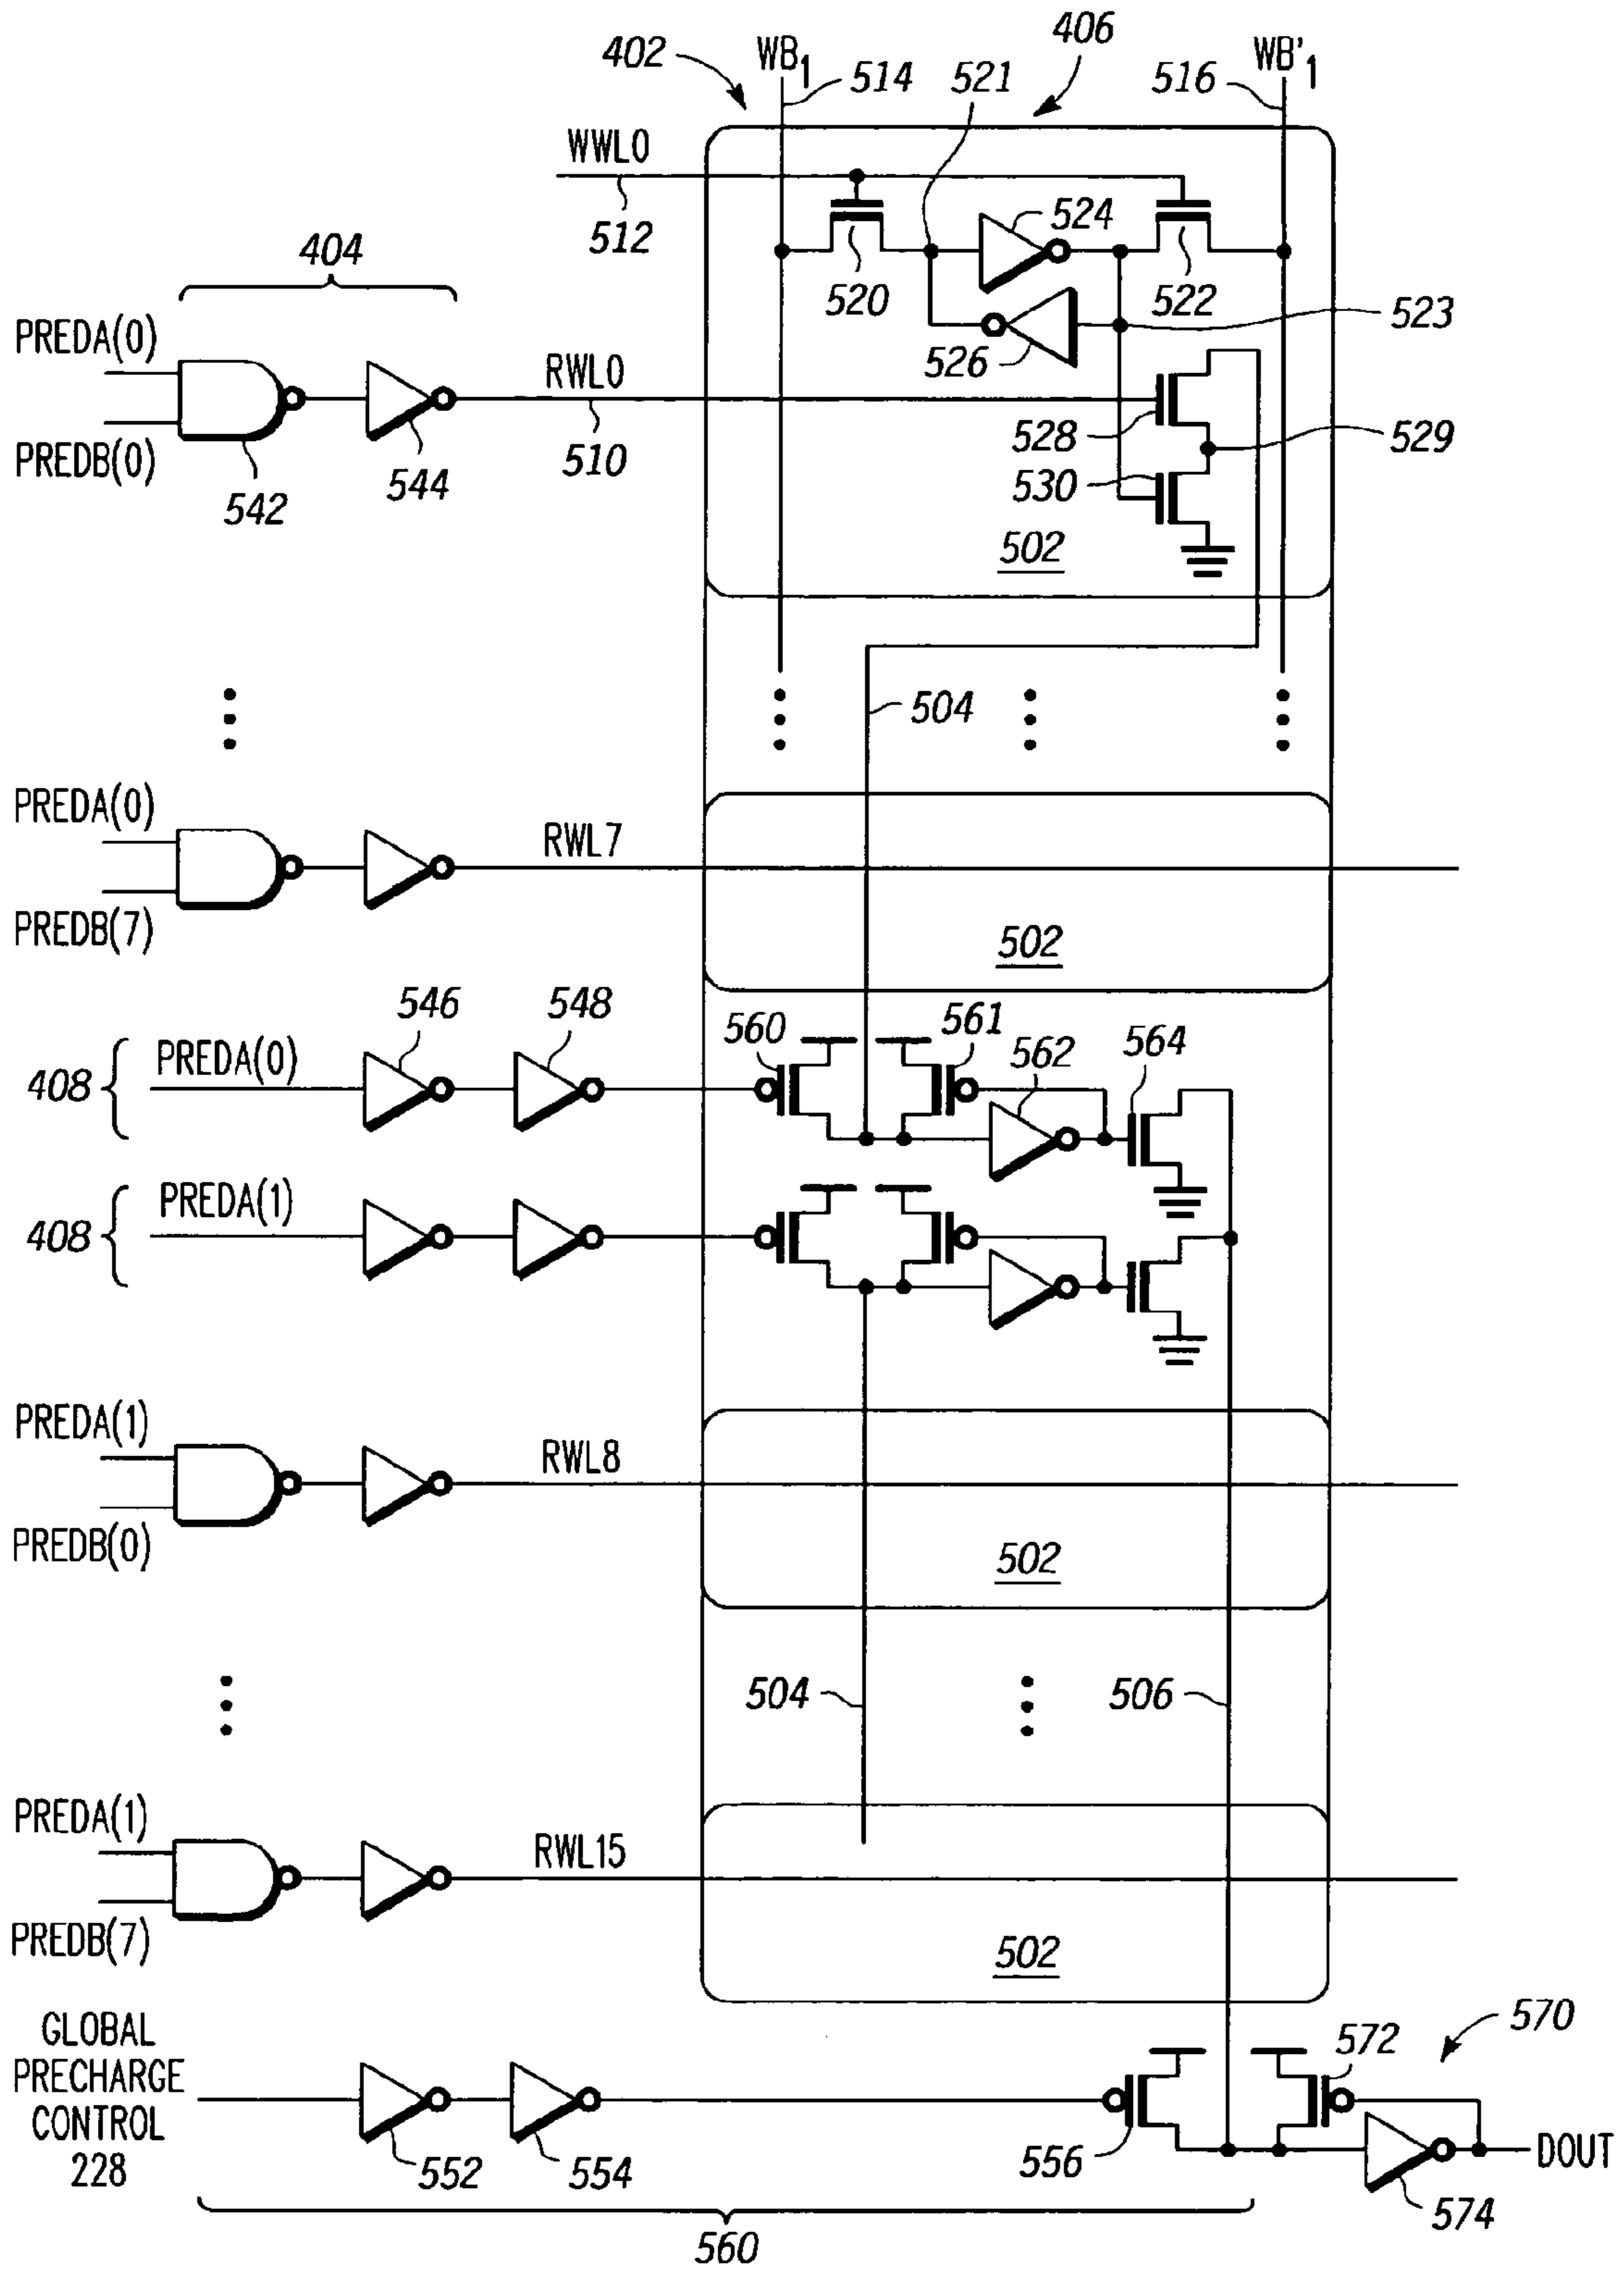 402
WB1
514
521
406
516
WB'1
WWL0
512
520
524
522
523
526
404
PREDA(0)
PREDB(0)
542
544
RWL0
510
528
529
530
502
504
PREDA(0)
PREDB(7)
RWL7
502
408
PREDA(0)
546
548
560
561
562
564
408
PREDA(1)
PREDA(1)
PREDB(0)
RWL8
502
504
506
PREDA(1)
PREDB(7)
RWL15
502
GLOBAL
PRECHARGE
CONTROL
228
552
554
556
572
570
DOUT
574
560